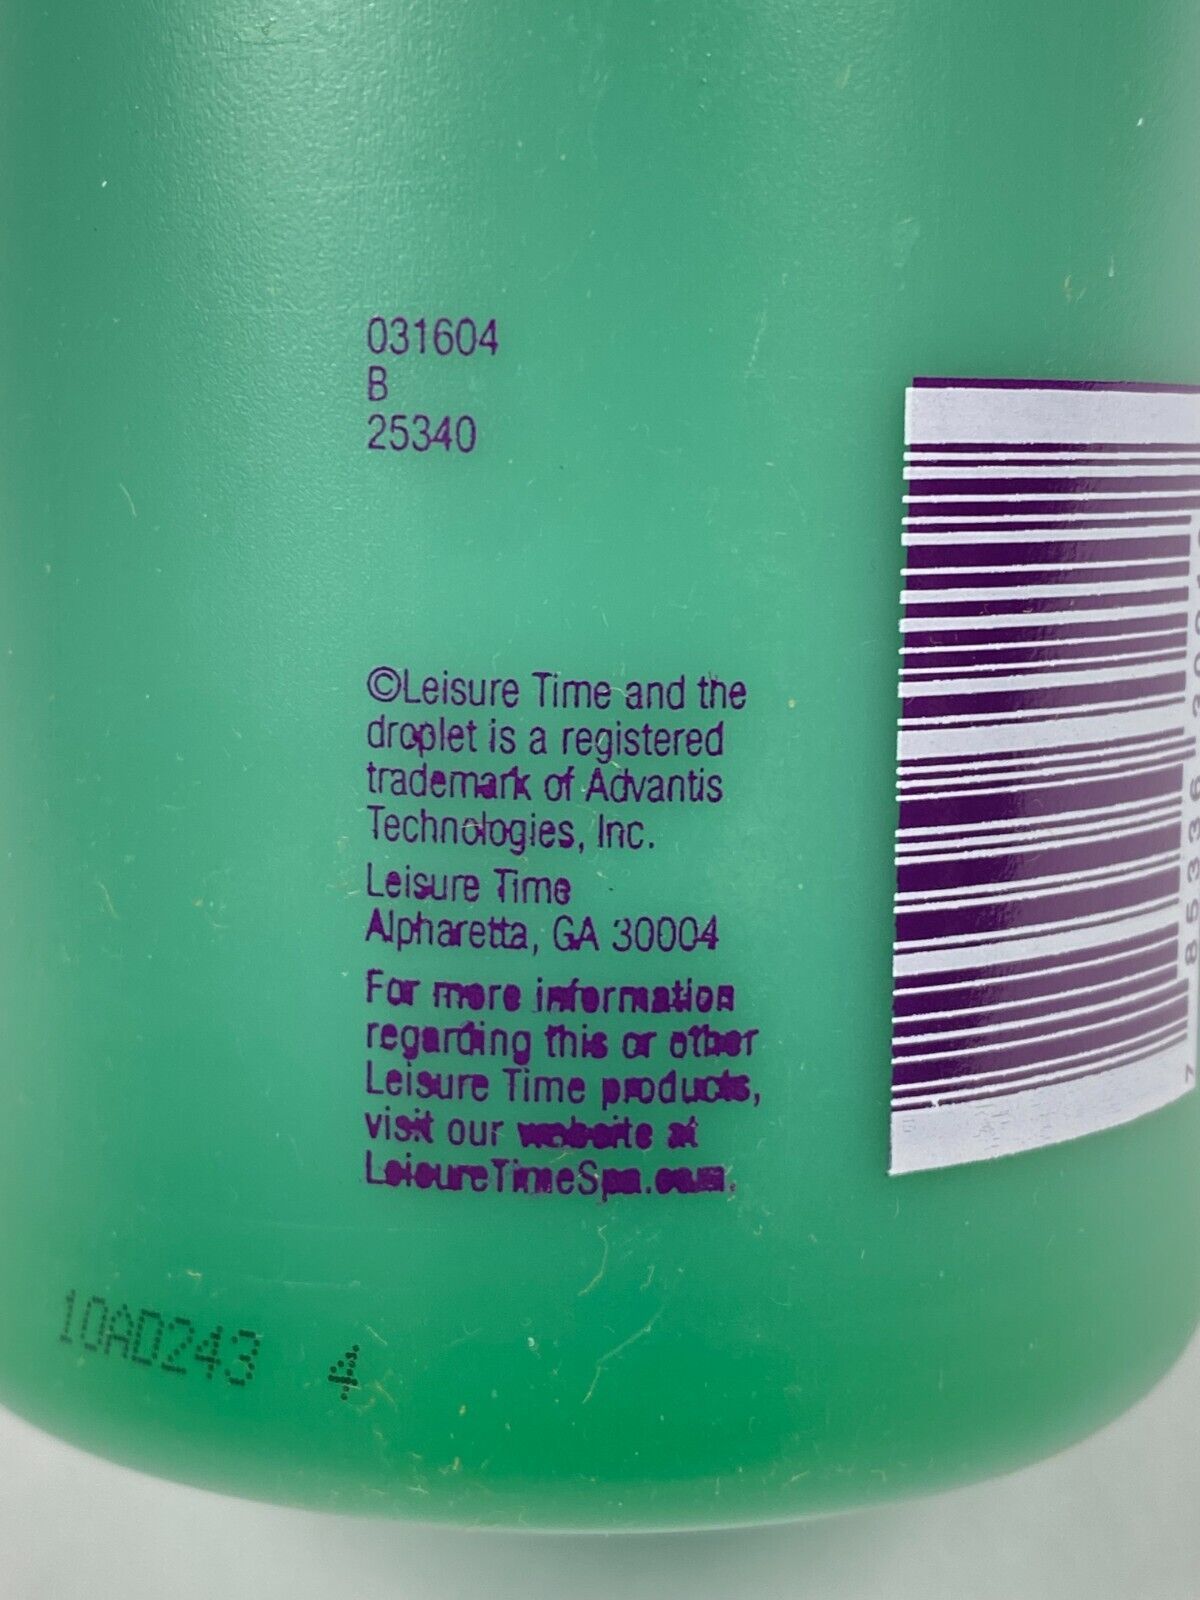 031604
B
25340
©Leisure Time and the
droplet is a registered
trademark of Advantis
Technologies, Inc.
Leisure Time
Alpharetta, GA 30004
For more information
regarding this or other
Leisure Time products,
visit our website at
LeisureTimeSpa.com.
10AD243 4
7